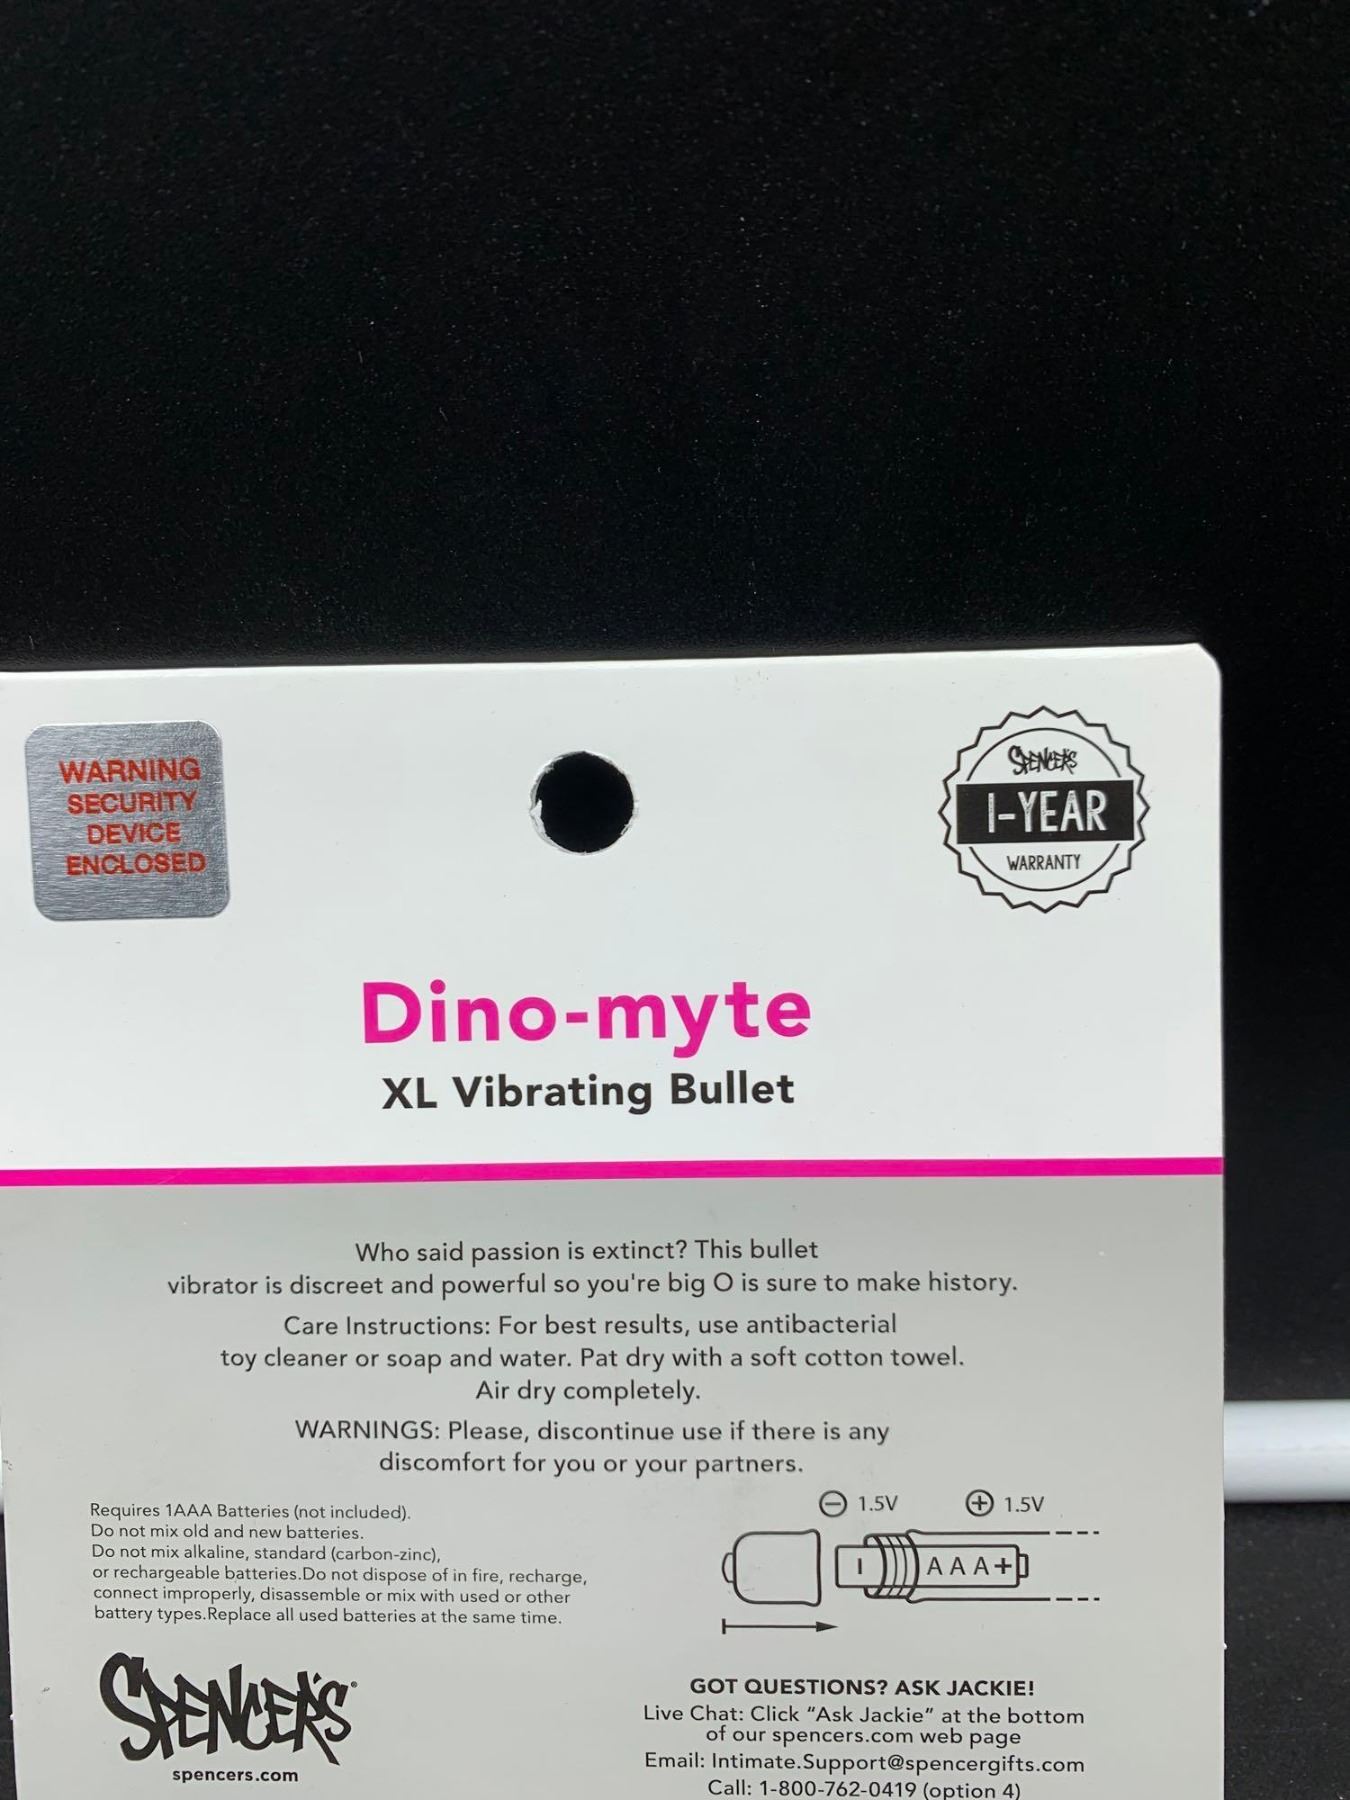 WARNING
SECURITY
DEVICE
ENCLOSED
SPENCER'S
1-YEAR
WARRANTY
Dino-myte
XL Vibrating Bullet
Who said passion is extinct? This bullet
vibrator is discreet and powerful so you're big O is sure to make history.
Care Instructions: For best results, use antibacterial
toy cleaner or soap and water. Pat dry with a soft cotton towel.
Air dry completely.
WARNINGS: Please, discontinue use if there is any
discomfort for you or your partners.
Requires 1AAA Batteries (not included).
Do not mix old and new batteries.
Do not mix alkaline, standard (carbon-zinc),
or rechargeable batteries.Do not dispose of in fire, recharge,
connect improperly, disassemble or mix with used or other
battery types.Replace all used batteries at the same time.
⊖ 1.5V ⊕ 1.5V
– AAA+
SPENCER'S®
spencers.com
GOT QUESTIONS? ASK JACKIE!
Live Chat: Click “Ask Jackie” at the bottom
of our spencers.com web page
Email: Intimate.Support@spencergifts.com
Call: 1-800-762-0419 (option 4)